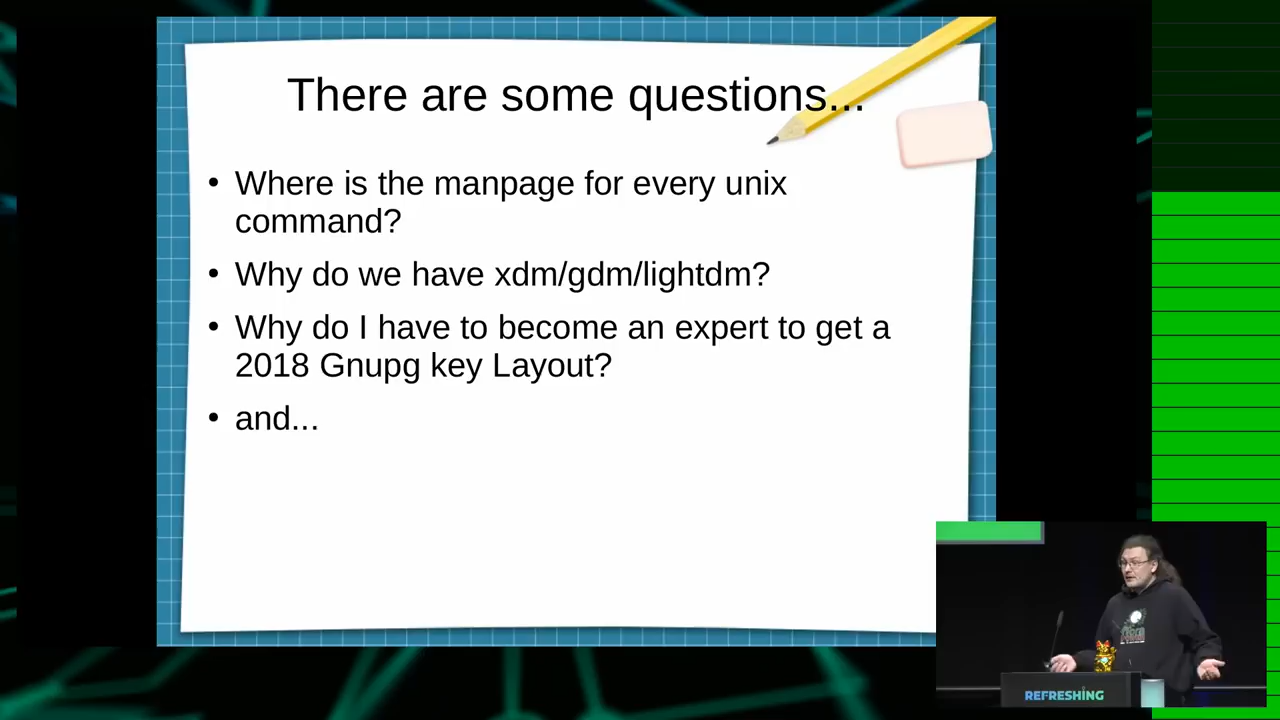 There are some questions...
• Where is the manpage for every unix
command?
• Why do we have xdm/gdm/lightdm?
• Why do I have to become an expert to get a
2018 Gnupg key Layout?
• and...
REFRESHING